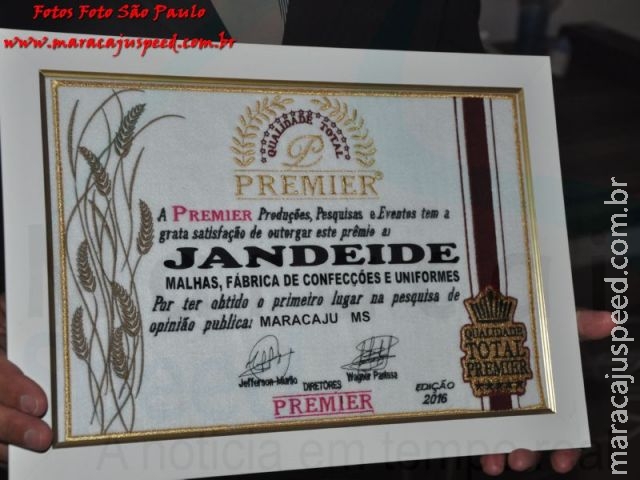 Fotos Foto São Paulo
www.maracajuspeed.com.br
QUALIDADE TOTAL
P
PREMIER
A PREMIER Produções, Pesquisas e Eventos tem a
grata satisfação de outorgar este prêmio a:
JANDEIDE
MALHAS, FÁBRICA DE CONFECÇÕES E UNIFORMES
Por ter obtido o primeiro lugar na pesquisa de
opinião publica: MARACAJU MS
Jefferson Murilo DIRETORES Wagner
PREMIER
EDIÇÃO
2016
QUALIDADE
TOTAL
PREMIER
maracajuspeed.com.br
A notícia em tempo real